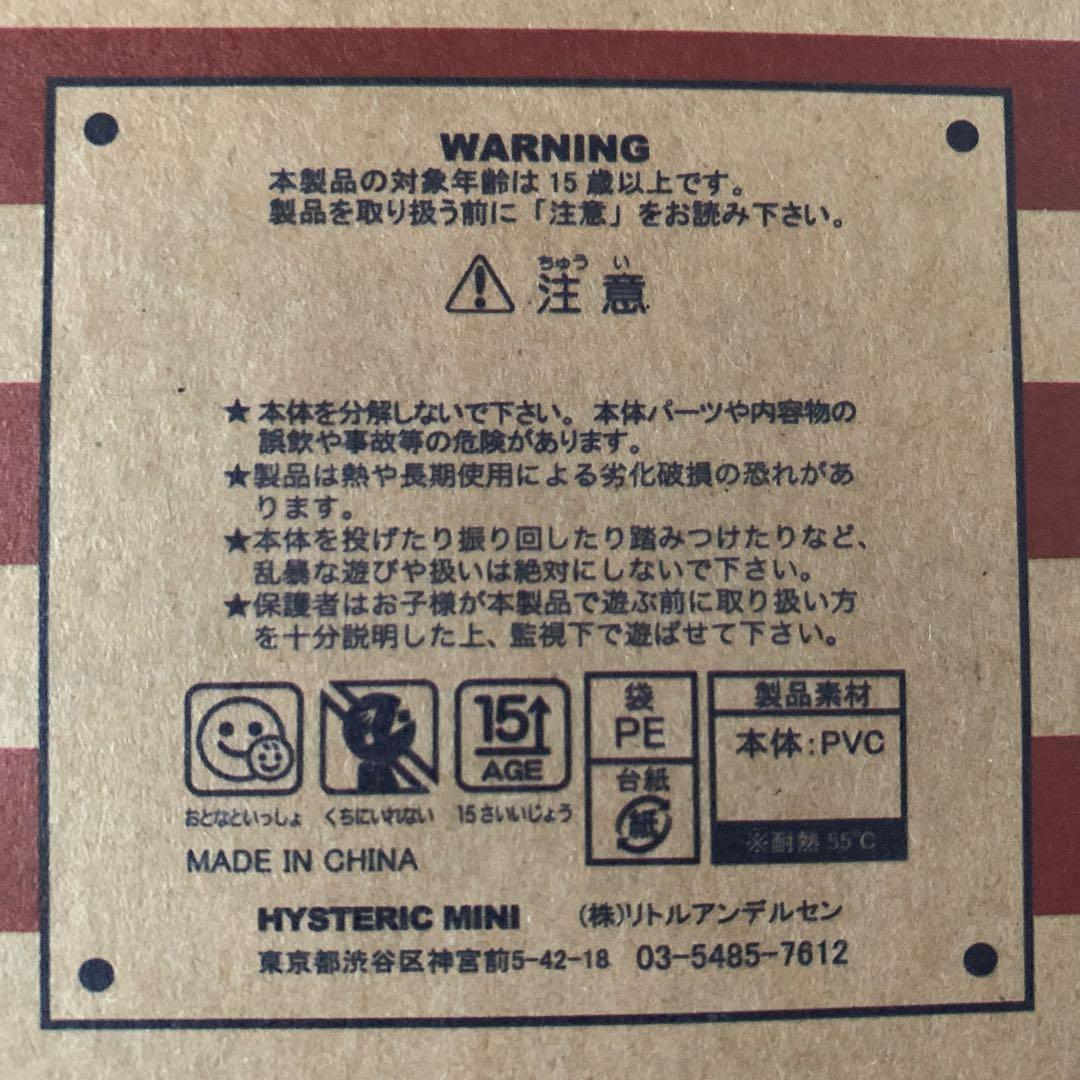 WARNING
本製品の対象年齢は15歳以上です。
製品を取り扱う前に「注意」をお読み下さい。
ちゅう い
注意
★本体を分解しないで下さい。本体パーツや内容物の
誤飲や事故等の危険があります。
★製品は熱や長期使用による劣化破損の恐れがあ
ります。
★本体を投げたり振り回したり踏みつけたりなど、
乱暴な遊びや扱いは絶対にしないで下さい。
★保護者はお子様が本製品で遊ぶ前に取り扱い方
を十分説明した上、監視下で遊ばせて下さい。
15
AGE
おとなといっしょ くちにいれない 15さいいじょう
袋
PE
台紙
紙
製品素材
本体:PVC
※耐熱55℃
MADE IN CHINA
HYSTERIC MINI (株)リトルアンデルセン
東京都渋谷区神宮前5-42-18 03-5485-7612